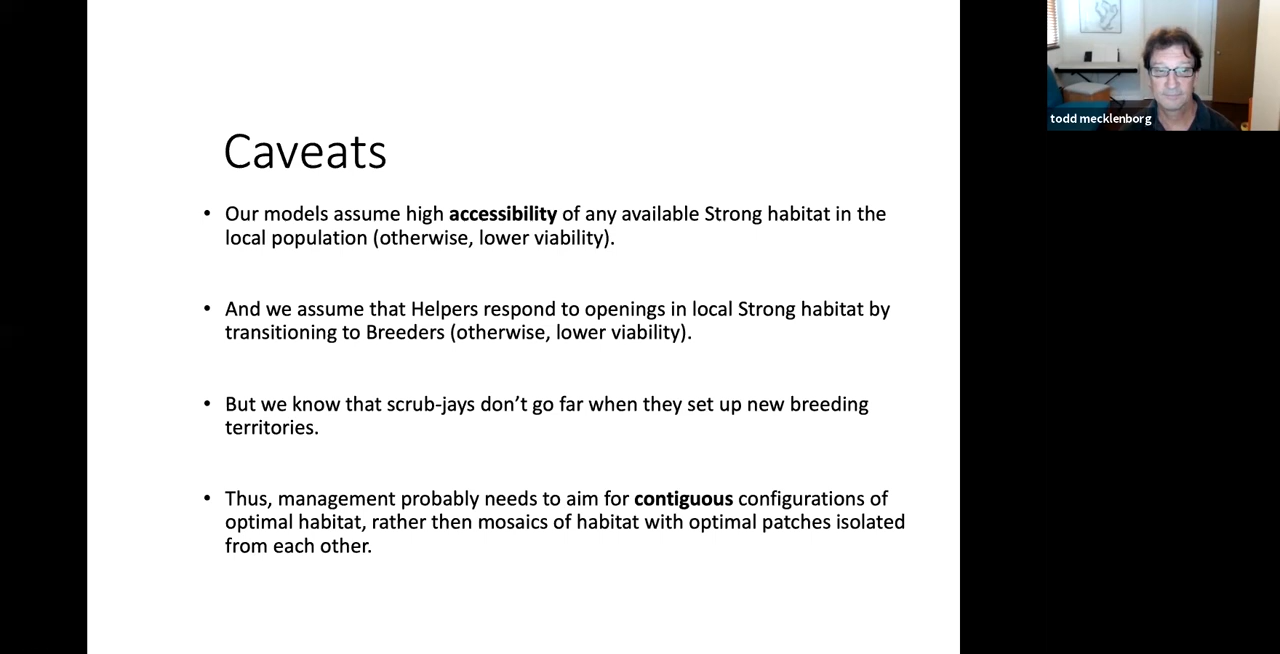 Caveats
• Our models assume high accessibility of any available Strong habitat in the
local population (otherwise, lower viability).
• And we assume that Helpers respond to openings in local Strong habitat by
transitioning to Breeders (otherwise, lower viability).
• But we know that scrub-jays don’t go far when they set up new breeding
territories.
• Thus, management probably needs to aim for contiguous configurations of
optimal habitat, rather then mosaics of habitat with optimal patches isolated
from each other.
todd mecklenborg